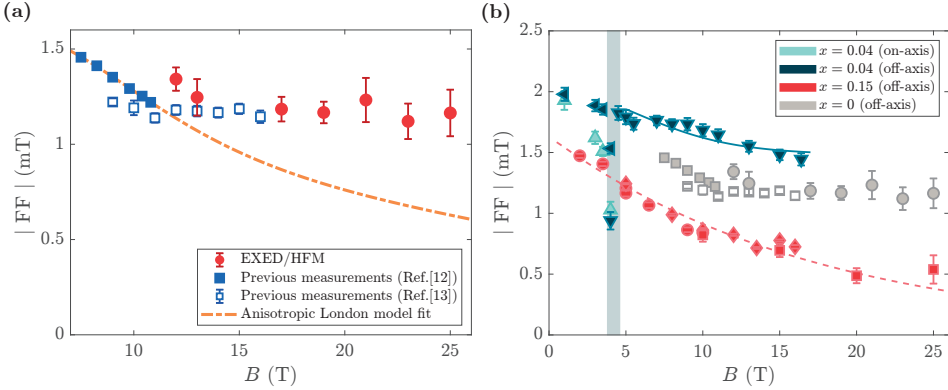 (a)
1.5
1
0.5
0
| FF | (mT)
10
15
20
25
B (T)
EXED/HFM
Previous measurements (Ref.[12])
Previous measurements (Ref.[13])
Anisotropic London model fit
(b)
2.5
2
1.5
1
0.5
0
| FF | (mT)
0
5
10
15
20
25
B (T)
x = 0.04 (on-axis)
x = 0.04 (off-axis)
x = 0.15 (off-axis)
x = 0 (off-axis)